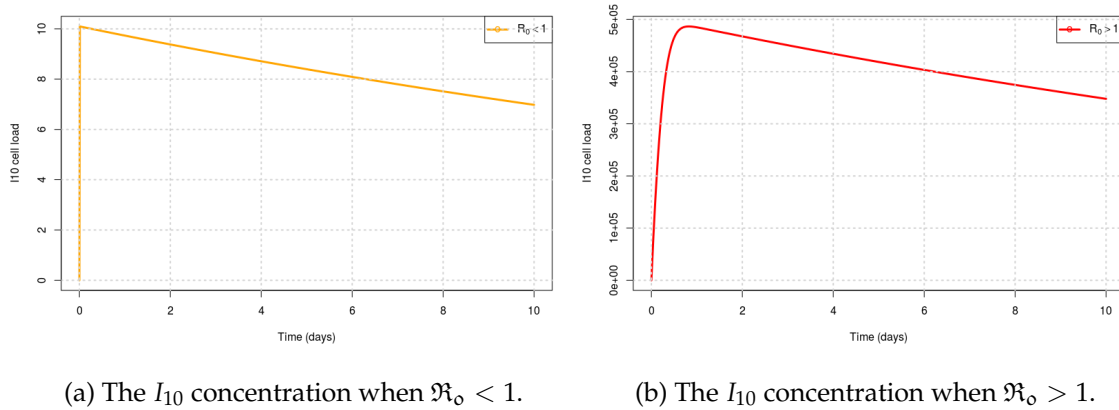 I10 cell load
10
8
6
4
2
0
R₀ < 1
0 2 4 6 8 10
Time (days)
(a) The I₁₀ concentration when ℜ₀ < 1.
I10 cell load
5e+05
4e+05
3e+05
2e+05
1e+05
0e+00
R₀ > 1
0 2 4 6 8 10
Time (days)
(b) The I₁₀ concentration when ℜ₀ > 1.